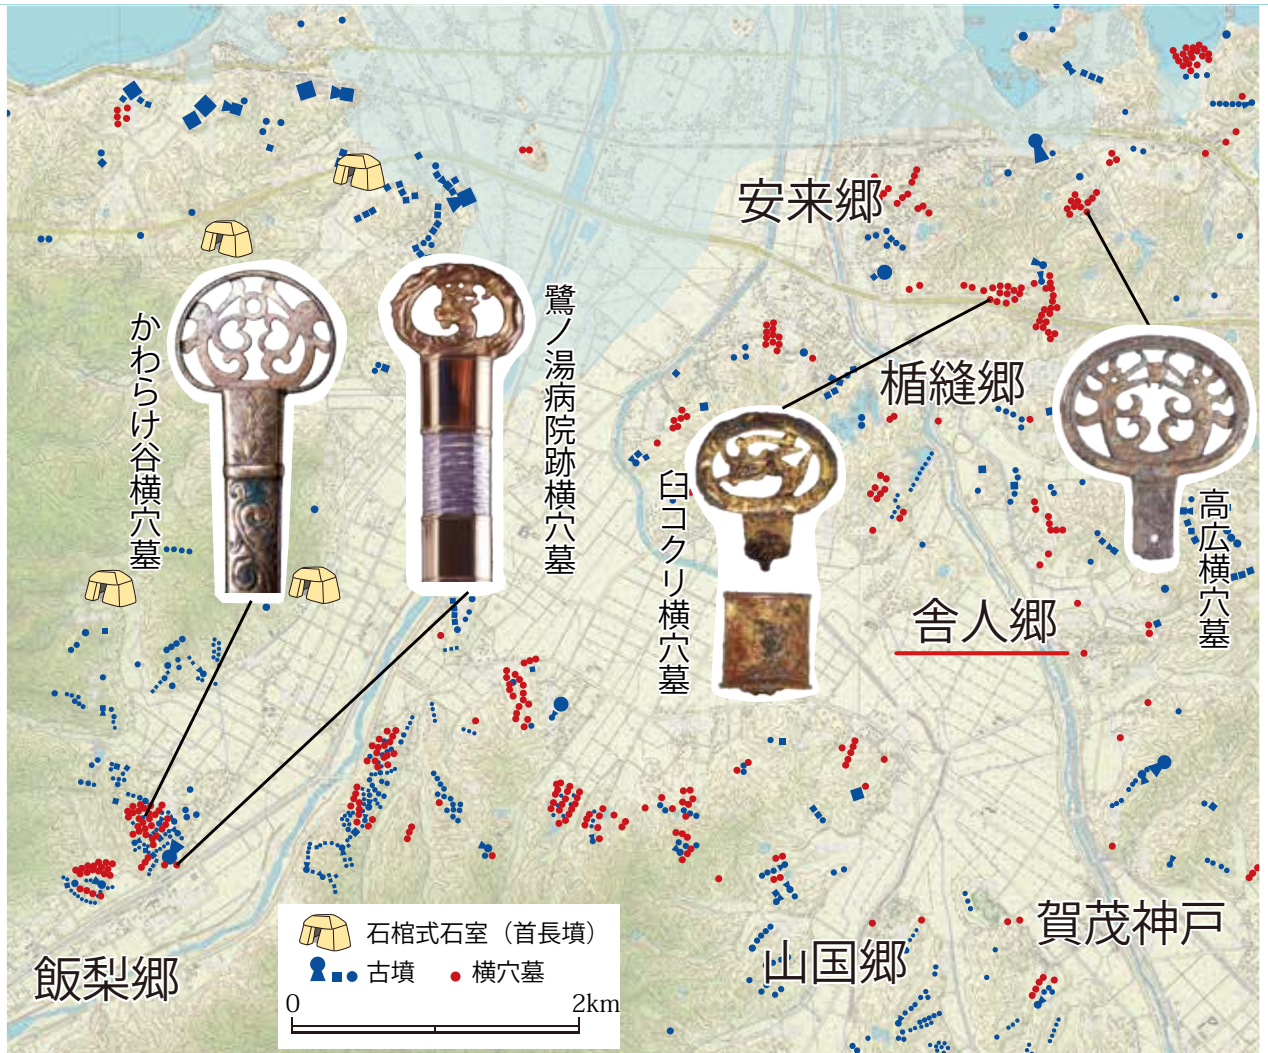 安来郷
かわらけ谷横穴墓
鷺ノ湯病院跡横穴墓
楯縫郷
臼コクリ横穴墓
高広横穴墓
舎人郷
賀茂神戸
山国郷
飯梨郷
石棺式石室（首長墳）
古墳
横穴墓
0 2km